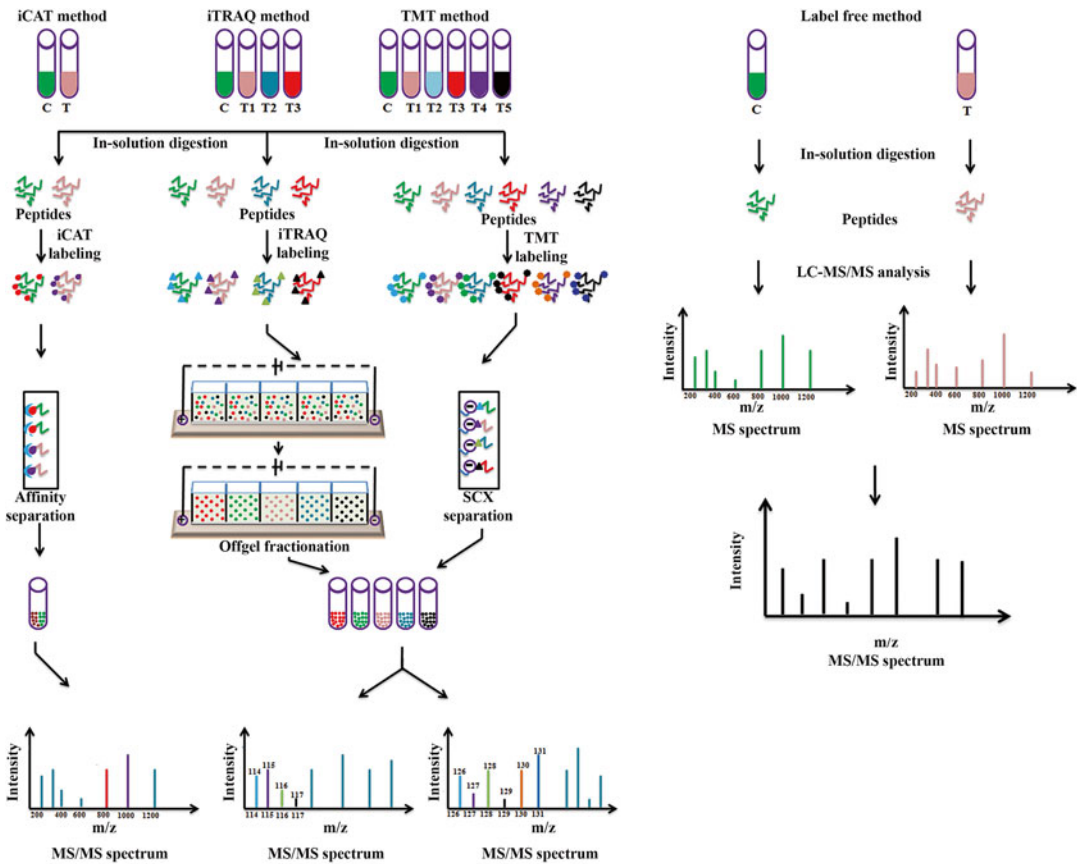 iCAT method
iTRAQ method
TMT method
Label free method
C T
C T1 T2 T3
C T1 T2 T3 T4 T5
C
T
In-solution digestion
In-solution digestion
In-solution digestion
Peptides
Peptides
Peptides
Peptides
iCAT
labeling
iTRAQ
labeling
TMT
labeling
LC-MS/MS analysis
Intensity
200 400 600 800 1000 1200
m/z
MS spectrum
Intensity
200 400 600 800 1000 1200
m/z
MS spectrum
Affinity
separation
Offgel fractionation
SCX
separation
Intensity
m/z
MS/MS spectrum
Intensity
200 400 600 800 1000 1200
m/z
MS/MS spectrum
Intensity
114
115
116
117
114 115 116 117
m/z
MS/MS spectrum
Intensity
126
127
128
129
130
131
126 127 128 129 130 131
m/z
MS/MS spectrum